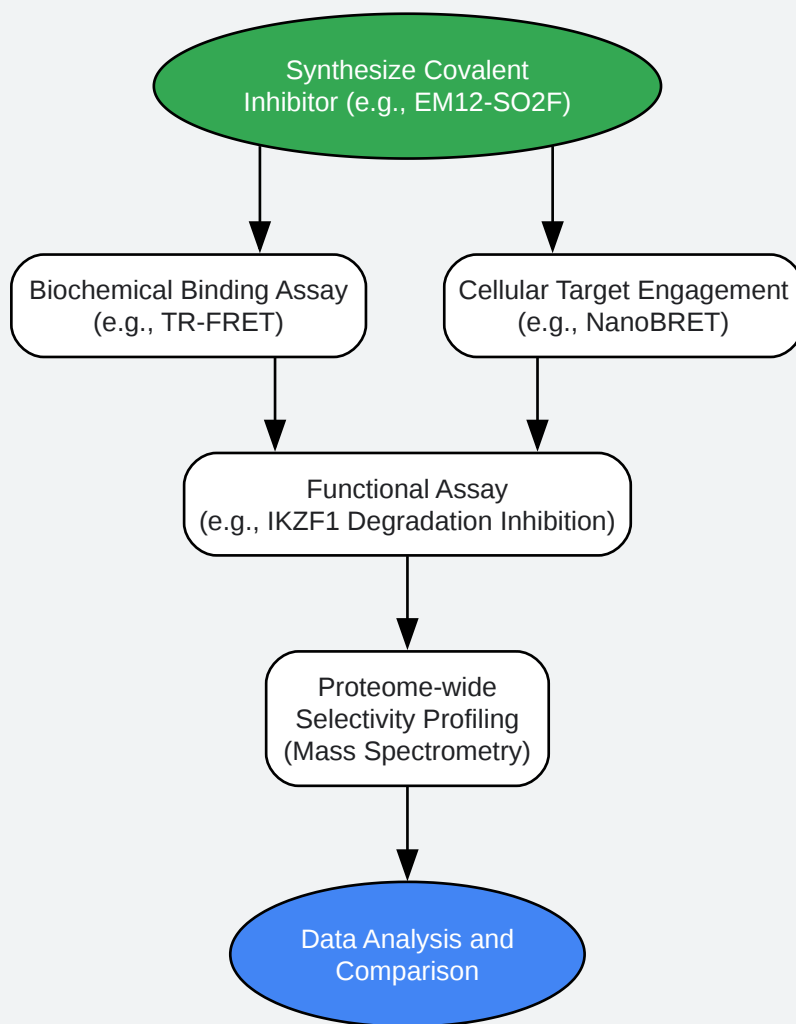 Synthesize Covalent
Inhibitor (e.g., EM12-SO2F)
Biochemical Binding Assay
(e.g., TR-FRET)
Cellular Target Engagement
(e.g., NanoBRET)
Functional Assay
(e.g., IKZF1 Degradation Inhibition)
Proteome-wide
Selectivity Profiling
(Mass Spectrometry)
Data Analysis and
Comparison